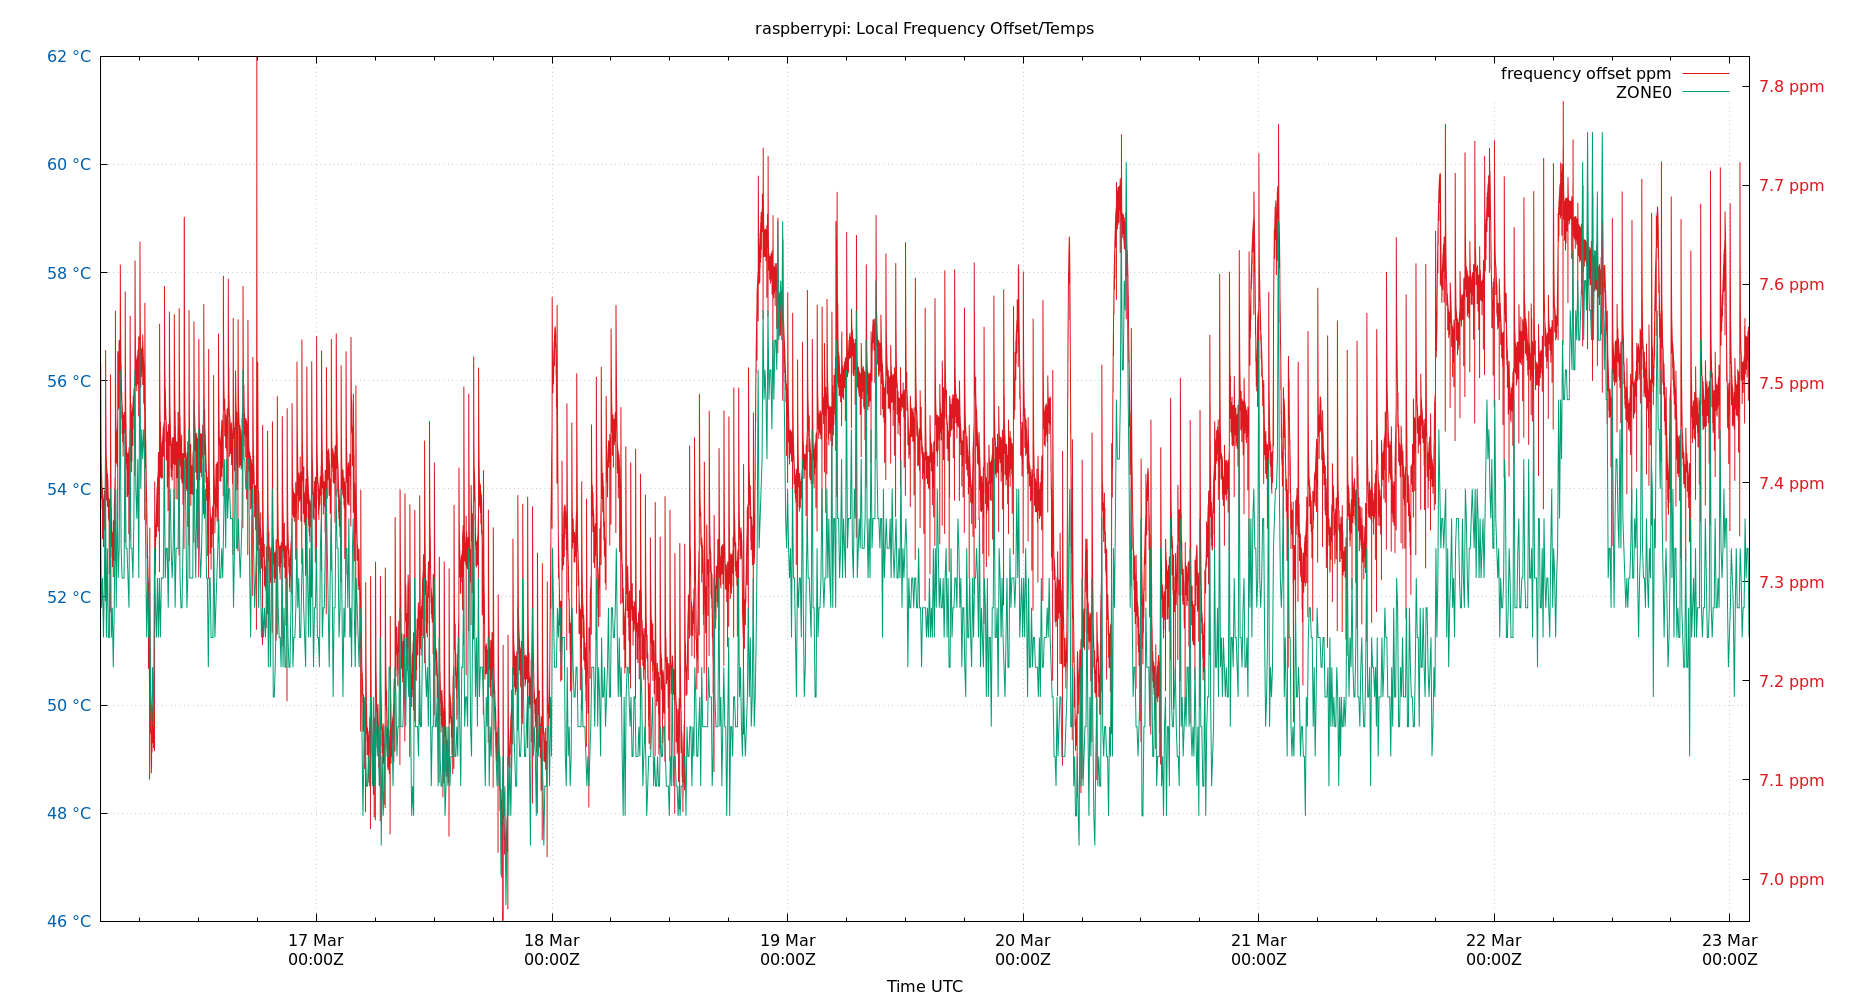 raspberrypi: Local Frequency Offset/Temps
62 °C
60 °C
58 °C
56 °C
54 °C
52 °C
50 °C
48 °C
46 °C
frequency offset ppm
ZONE0
7.8 ppm
7.7 ppm
7.6 ppm
7.5 ppm
7.4 ppm
7.3 ppm
7.2 ppm
7.1 ppm
7.0 ppm
17 Mar
00:00Z
18 Mar
00:00Z
19 Mar
00:00Z
20 Mar
00:00Z
21 Mar
00:00Z
22 Mar
00:00Z
23 Mar
00:00Z
Time UTC